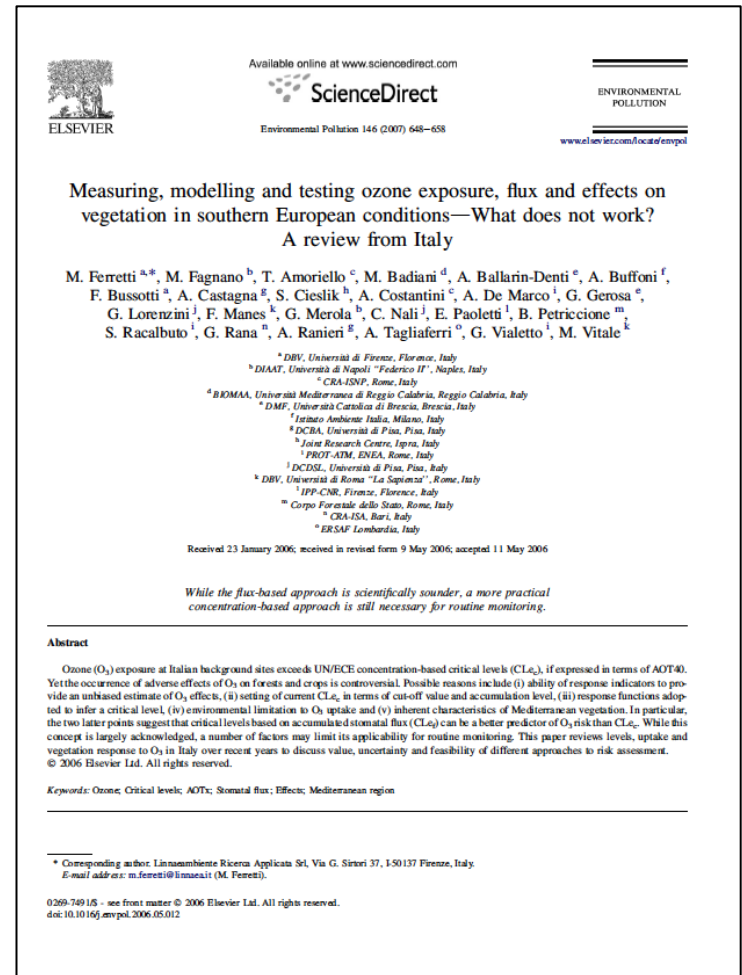 Available online at www.sciencedirect.com
ScienceDirect
ELSEVIER
Environmental Pollution 146 (2007) 648–658
ENVIRONMENTAL
POLLUTION
www.elsevier.com/locate/envpol
Measuring, modelling and testing ozone exposure, flux and effects on
vegetation in southern European conditions—What does not work?
A review from Italy
M. Ferretti a,*, M. Fagnano b, T. Amoriello c, M. Badiani d, A. Ballarin-Denti e, A. Buffoni f,
F. Bussotti a, A. Castagna g, S. Cieslik h, A. Costantini c, A. De Marco i, G. Gerosa e,
G. Lorenzini j, F. Manes k, G. Merola b, C. Nali j, E. Paoletti l, B. Petriccione m,
S. Racalbuto i, G. Rana n, A. Ranieri g, A. Tagliaferri o, G. Vialetto i, M. Vitale k
a DBV, Università di Firenze, Florence, Italy
b DIAAT, Università di Napoli "Federico II", Naples, Italy
c CRA-ISNP, Rome, Italy
d BIOMAA, Università Mediterranea di Reggio Calabria, Reggio Calabria, Italy
e DMF, Università Cattolica di Brescia, Brescia, Italy
f Istituto Ambiente Italia, Milano, Italy
g DCBA, Università di Pisa, Pisa, Italy
h Joint Research Centre, Ispra, Italy
i PROT-ATM, ENEA, Rome, Italy
j DCDSL, Università di Pisa, Pisa, Italy
k DBV, Università di Roma "La Sapienza", Rome, Italy
l IPP-CNR, Firenze, Florence, Italy
m Corpo Forestale dello Stato, Rome, Italy
n CRA-ISA, Bari, Italy
o ERSAF Lombardia, Italy
Received 23 January 2006; received in revised form 9 May 2006; accepted 11 May 2006
While the flux-based approach is scientifically sounder, a more practical
concentration-based approach is still necessary for routine monitoring.
Abstract
Ozone (O3) exposure at Italian background sites exceeds UN/ECE concentration-based critical levels (CLec), if expressed in terms of AOT40.
Yet the occurrence of adverse effects of O3 on forests and crops is controversial. Possible reasons include (i) ability of response indicators to pro-
vide an unbiased estimate of O3 effects, (ii) setting of current CLec in terms of cut-off value and accumulation level, (iii) response functions adop-
ted to infer a critical level, (iv) environmental limitation to O3 uptake and (v) inherent characteristics of Mediterranean vegetation. In particular,
the two latter points suggest that critical levels based on accumulated stomatal flux (CLef) can be a better predictor of O3 risk than CLec. While this
concept is largely acknowledged, a number of factors may limit its applicability for routine monitoring. This paper reviews levels, uptake and
vegetation response to O3 in Italy over recent years to discuss value, uncertainty and feasibility of different approaches to risk assessment.
© 2006 Elsevier Ltd. All rights reserved.
Keywords: Ozone; Critical levels; AOTx; Stomatal flux; Effects; Mediterranean region
* Corresponding author. Linnaeambiente Ricerca Applicata Srl, Via G. Sirtori 37, I-50137 Firenze, Italy.
E-mail address: m.ferretti@linnaea.it (M. Ferretti).
0269-7491/$ - see front matter © 2006 Elsevier Ltd. All rights reserved.
doi:10.1016/j.envpol.2006.05.012